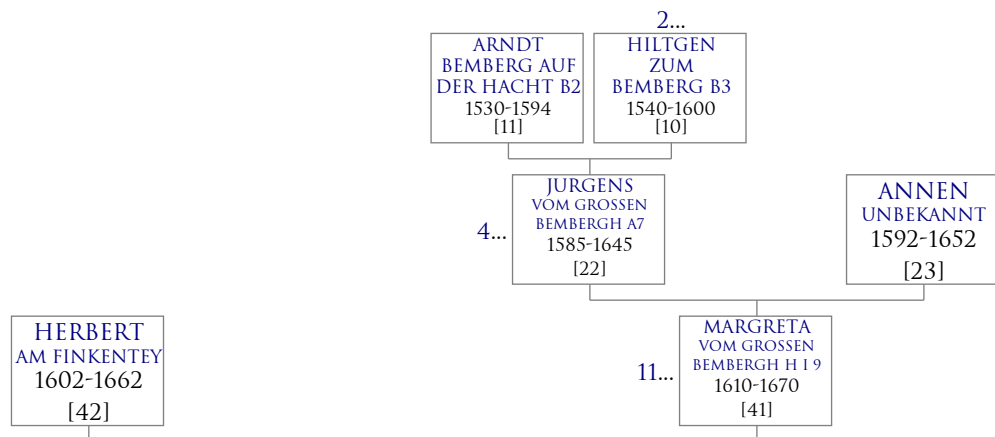 2...
ARNDT
BEMBERG AUF
DER HACHT B2
1530-1594
[11]
HILTGEN
ZUM
BEMBERG B3
1540-1600
[10]
4...
JURGENS
VOM GROSSEN
BEMBERGH A7
1585-1645
[22]
ANNEN
UNBEKANNT
1592-1652
[23]
HERBERT
AM FINKENTEY
1602-1662
[42]
11...
MARGRETA
VOM GROSSEN
BEMBERGH H I 9
1610-1670
[41]